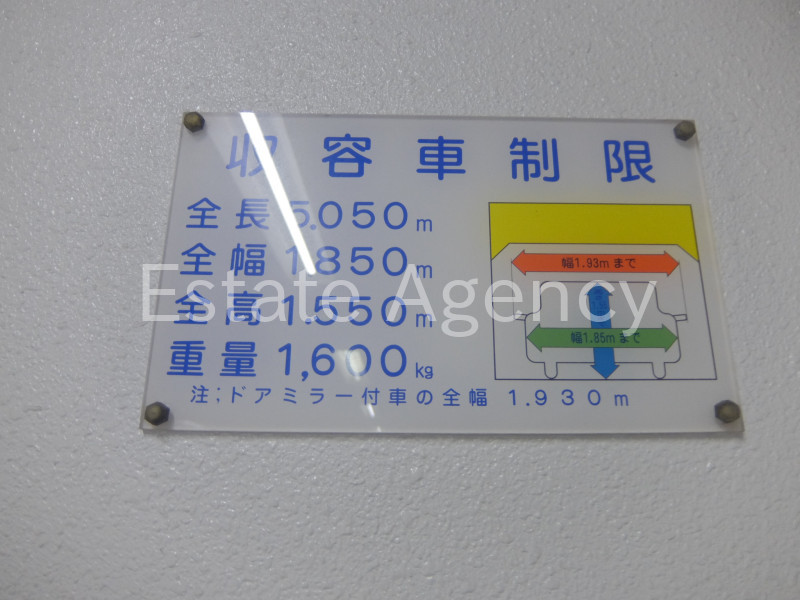 収容車制限
全長5.050m
全幅1.850m
全高1.550m
重量1,600kg
注;ドアミラー付車の全幅 1.930m
幅1.93mまで
幅1.85mまで
Estate Agency